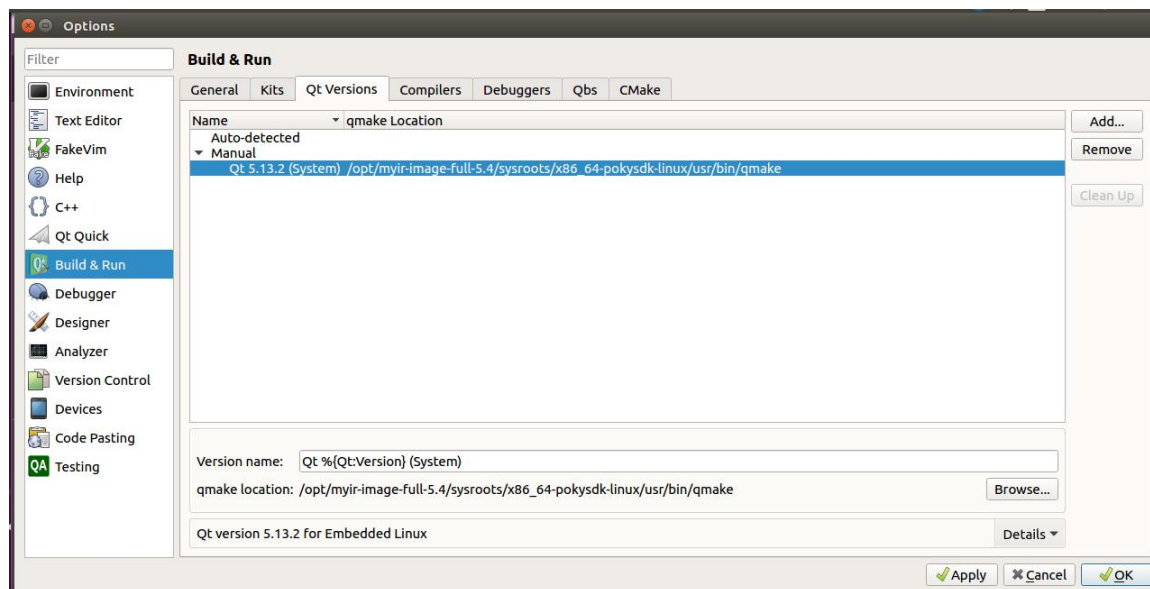 Options
Filter
Environment
Text Editor
FakeVim
Help
C++
Qt Quick
Build & Run
Debugger
Designer
Analyzer
Version Control
Devices
Code Pasting
QA Testing
Build & Run
General Kits Qt Versions Compilers Debuggers Qbs CMake
Name qmake Location
Auto-detected
Manual
Qt 5.13.2 (System) /opt/myir-image-full-5.4/sysroots/x86_64-pokysdk-linux/usr/bin/qmake
Add...
Remove
Clean Up
Version name: Qt %{Qt:Version} (System)
qmake location: /opt/myir-image-full-5.4/sysroots/x86_64-pokysdk-linux/usr/bin/qmake Browse...
Qt version 5.13.2 for Embedded Linux Details
Apply Cancel OK